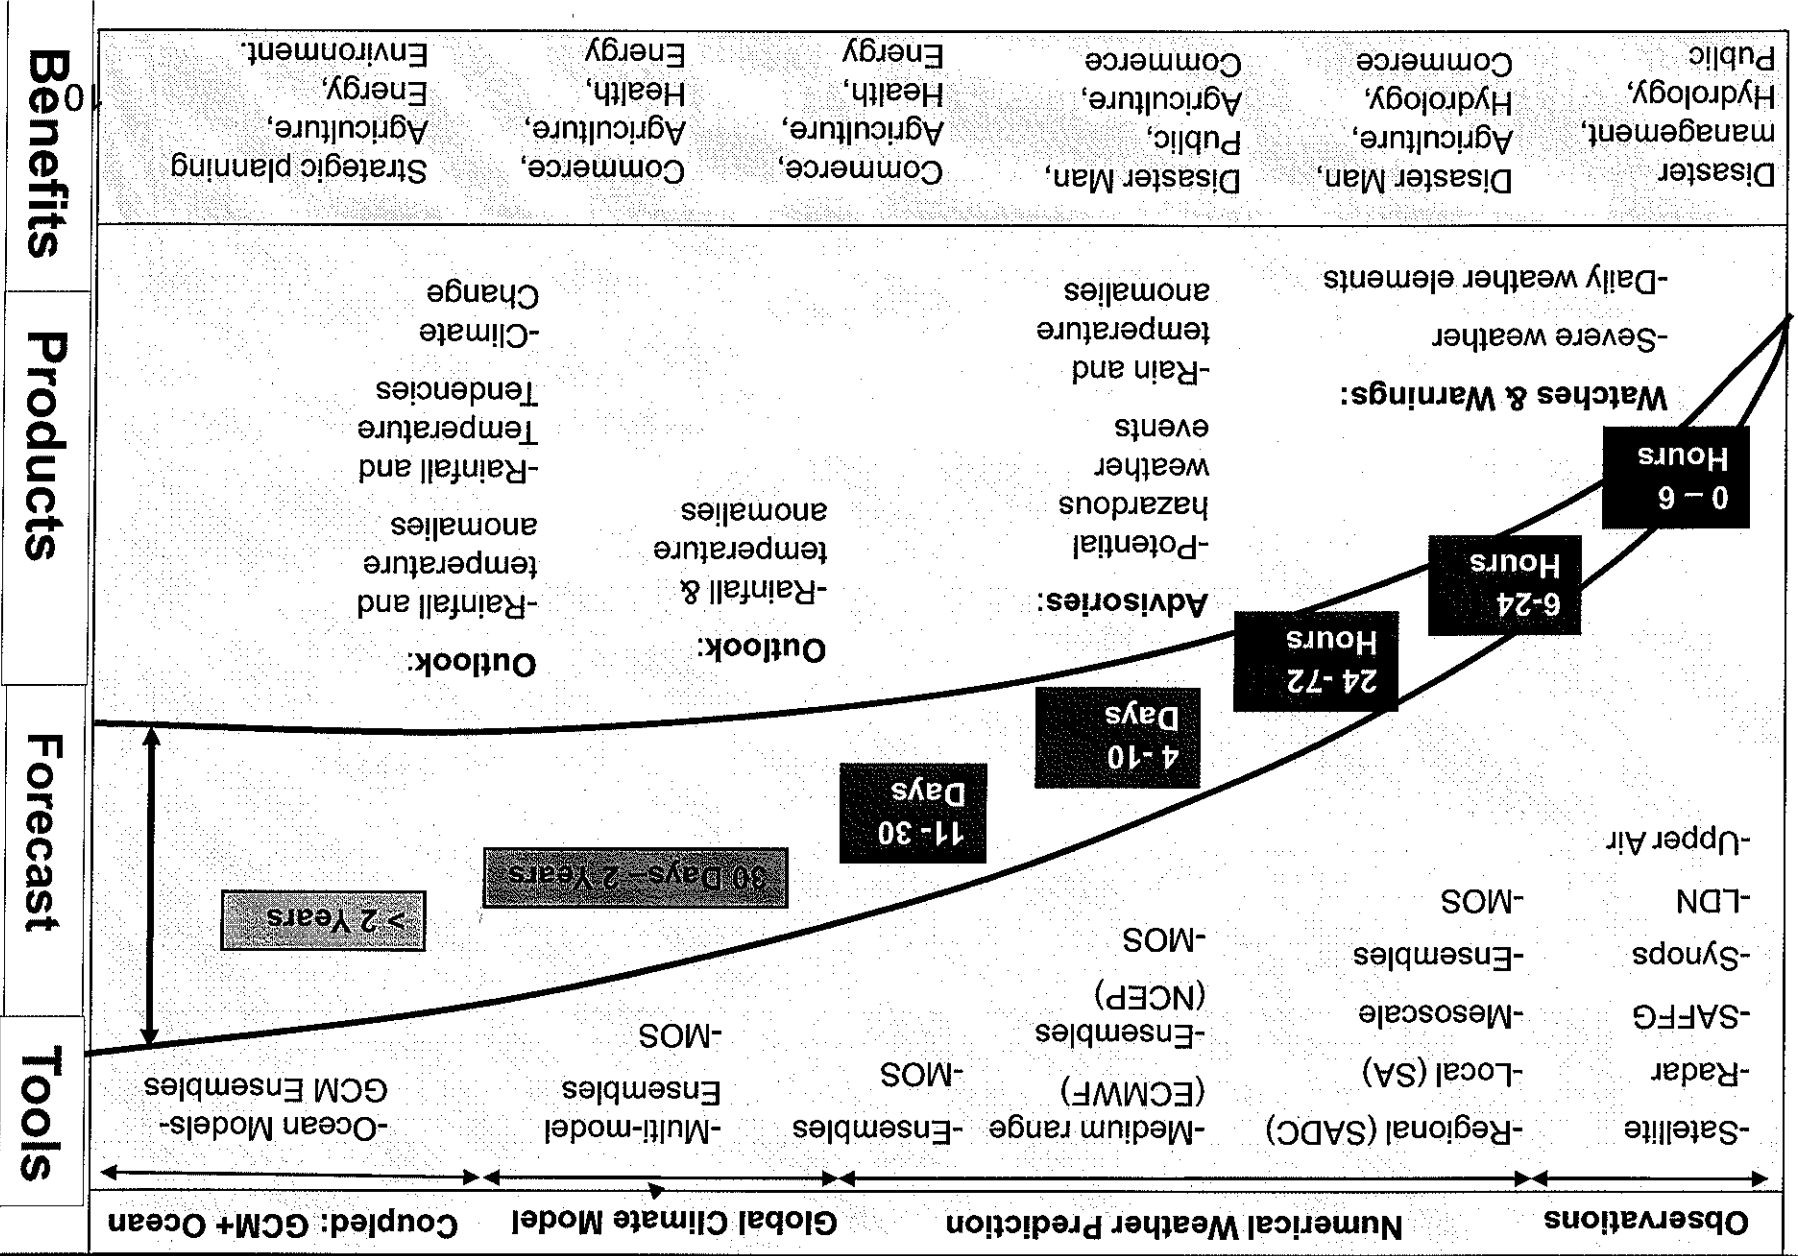 Observations
Numerical Weather Prediction
Global Climate Model
Coupled: GCM+ Ocean
-Satellite
-Radar
-SAFFG
-Synops
-LDN
-Upper Air
-Regional (SADC)
-Local (SA)
-Mesoscale
-Ensembles
-MOS
-Medium range
(ECMWF)
-Ensembles
(NCEP)
-MOS
-Ensembles
-MOS
-Multi-model
Ensembles
-MOS
-Ocean Models-
GCM Ensembles
Tools
0 – 6
Hours
6-24
Hours
24 -72
Hours
4 -10
Days
11- 30
Days
30 Days – 2 Years
> 2 Years
Forecast
Watches & Warnings:
-Severe weather
-Daily weather elements
Advisories:
-Potential
hazardous
weather
events
-Rain and
temperature
anomalies
Outlook:
-Rainfall &
temperature
anomalies
Outlook:
-Rainfall and
temperature
anomalies
-Rainfall and
Temperature
Tendencies
-Climate
Change
Products
Disaster
management,
Hydrology,
Public
Disaster Man,
Agriculture,
Hydrology,
Commerce
Disaster Man,
Public,
Agriculture,
Commerce
Commerce,
Agriculture,
Health,
Energy
Commerce,
Agriculture,
Health,
Energy
Strategic planning
Agriculture,
Energy,
Environment.
Benefits
10